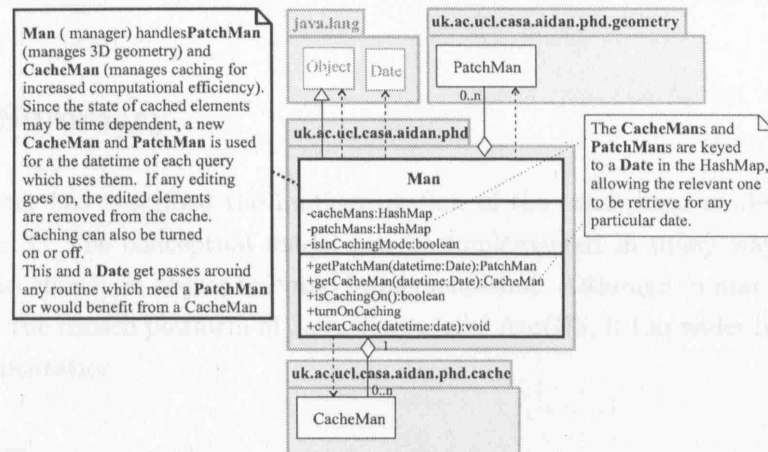 Man ( manager) handlesPatchMan
(manages 3D geometry) and
CacheMan (manages caching for
increased computational efficiency).
Since the state of cached elements
may be time dependent, a new
CacheMan and PatchMan is used
for a the datetime of each query
which uses them. If any editing
goes on, the edited elements
are removed from the cache.
Caching can also be turned
on or off.
This and a Date get passes around
any routine which need a PatchMan
or would benefit from a CacheMan
java.lang
Object
Date
uk.ac.ucl.casa.aidan.phd.geometry
PatchMan
0..n
uk.ac.ucl.casa.aidan.phd
Man
-cacheMans:HashMap
-patchMans:HashMap
-isInCachingMode:boolean
+getPatchMan(datetime:Date):PatchMan
+getCacheMan(datetime:Date):CacheMan
+isCachingOn():boolean
+turnOnCaching
+clearCache(datetime:date):void
The CacheMans and
PatchMans are keyed
to a Date in the HashMap,
allowing the relevant one
to be retrieve for any
particular date.
1
uk.ac.ucl.casa.aidan.phd.cache
0..n
CacheMan